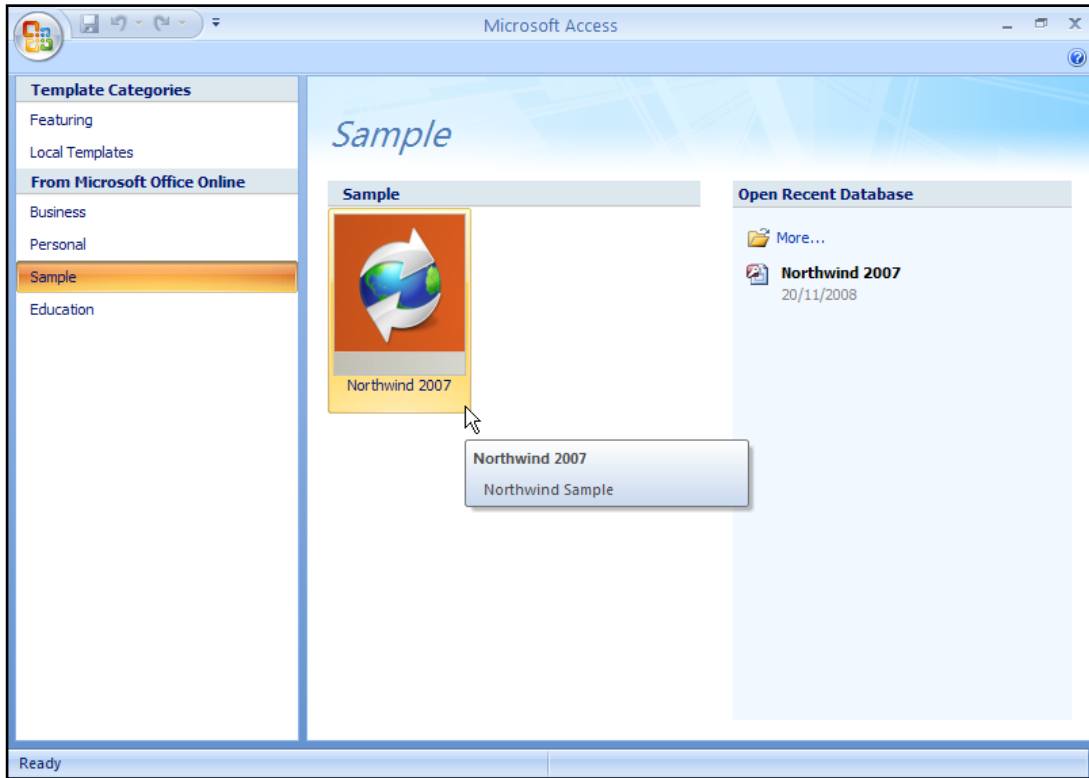 Microsoft Access
Template Categories
Featuring
Local Templates
From Microsoft Office Online
Business
Personal
Sample
Education
Sample
Sample
Northwind 2007
Northwind 2007
Northwind Sample
Open Recent Database
More...
Northwind 2007
20/11/2008
Ready